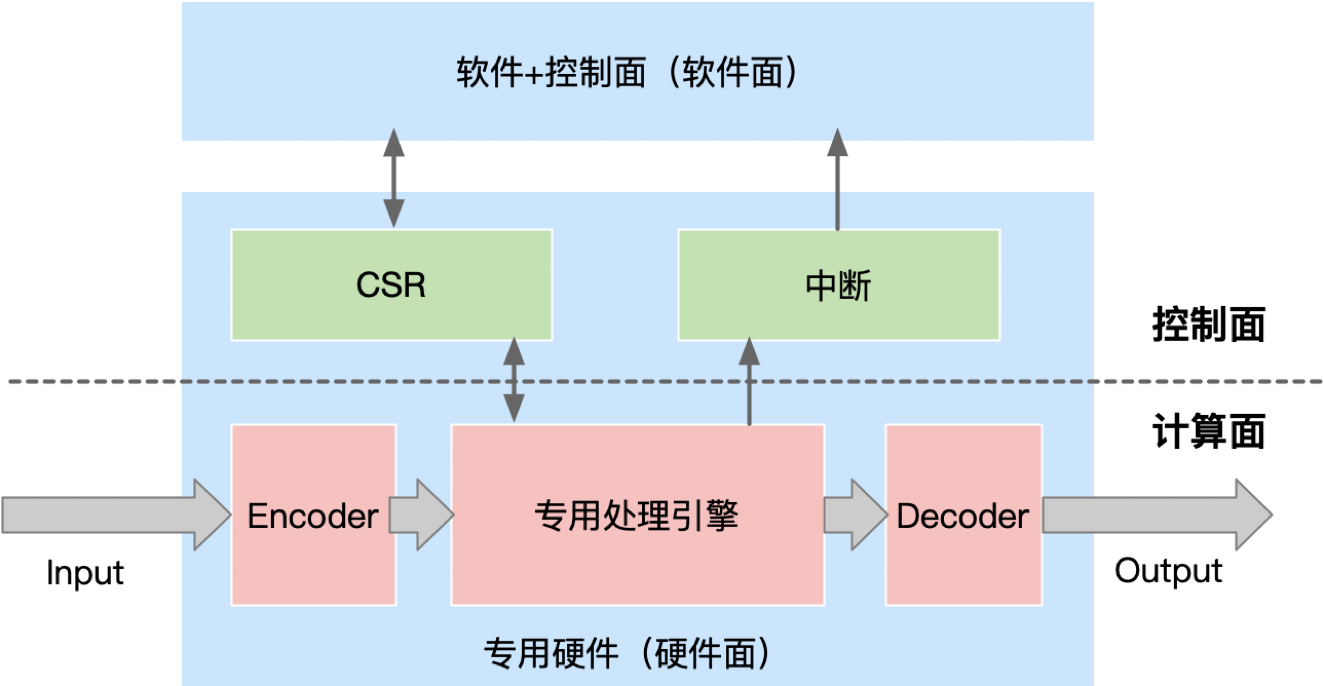 软件+控制面（软件面）
CSR
中断
控制面
计算面
Encoder
专用处理引擎
Decoder
Input
Output
专用硬件（硬件面）